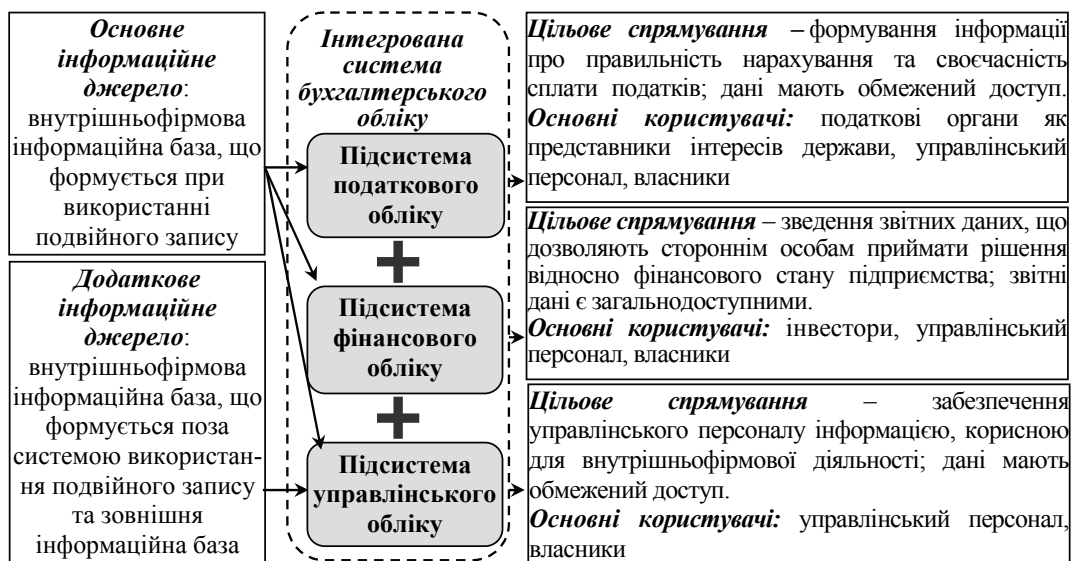 Основне
інформаційне
джерело:
внутрішньофірмова
інформаційна база, що
формується при
використанні
подвійного запису
Додаткове
інформаційне
джерело:
внутрішньофірмова
інформаційна база, що
формується поза
системою використан-
ня подвійного запису
та зовнішня
інформаційна база
Інтегрована
система
бухгалтерського
обліку
Підсистема
податкового
обліку
Підсистема
фінансового
обліку
Підсистема
управлінського
обліку
Цільове спрямування – формування інформації
про правильність нарахування та своєчасність
сплати податків; дані мають обмежений доступ.
Основні користувачі: податкові органи як
представники інтересів держави, управлінський
персонал, власники
Цільове спрямування – зведення звітних даних, що
дозволяють стороннім особам приймати рішення
відносно фінансового стану підприємства; звітні
дані є загальнодоступними.
Основні користувачі: інвестори, управлінський
персонал, власники
Цільове спрямування – забезпечення
управлінського персоналу інформацією, корисною
для внутрішньофірмової діяльності; дані мають
обмежений доступ.
Основні користувачі: управлінський персонал,
власники